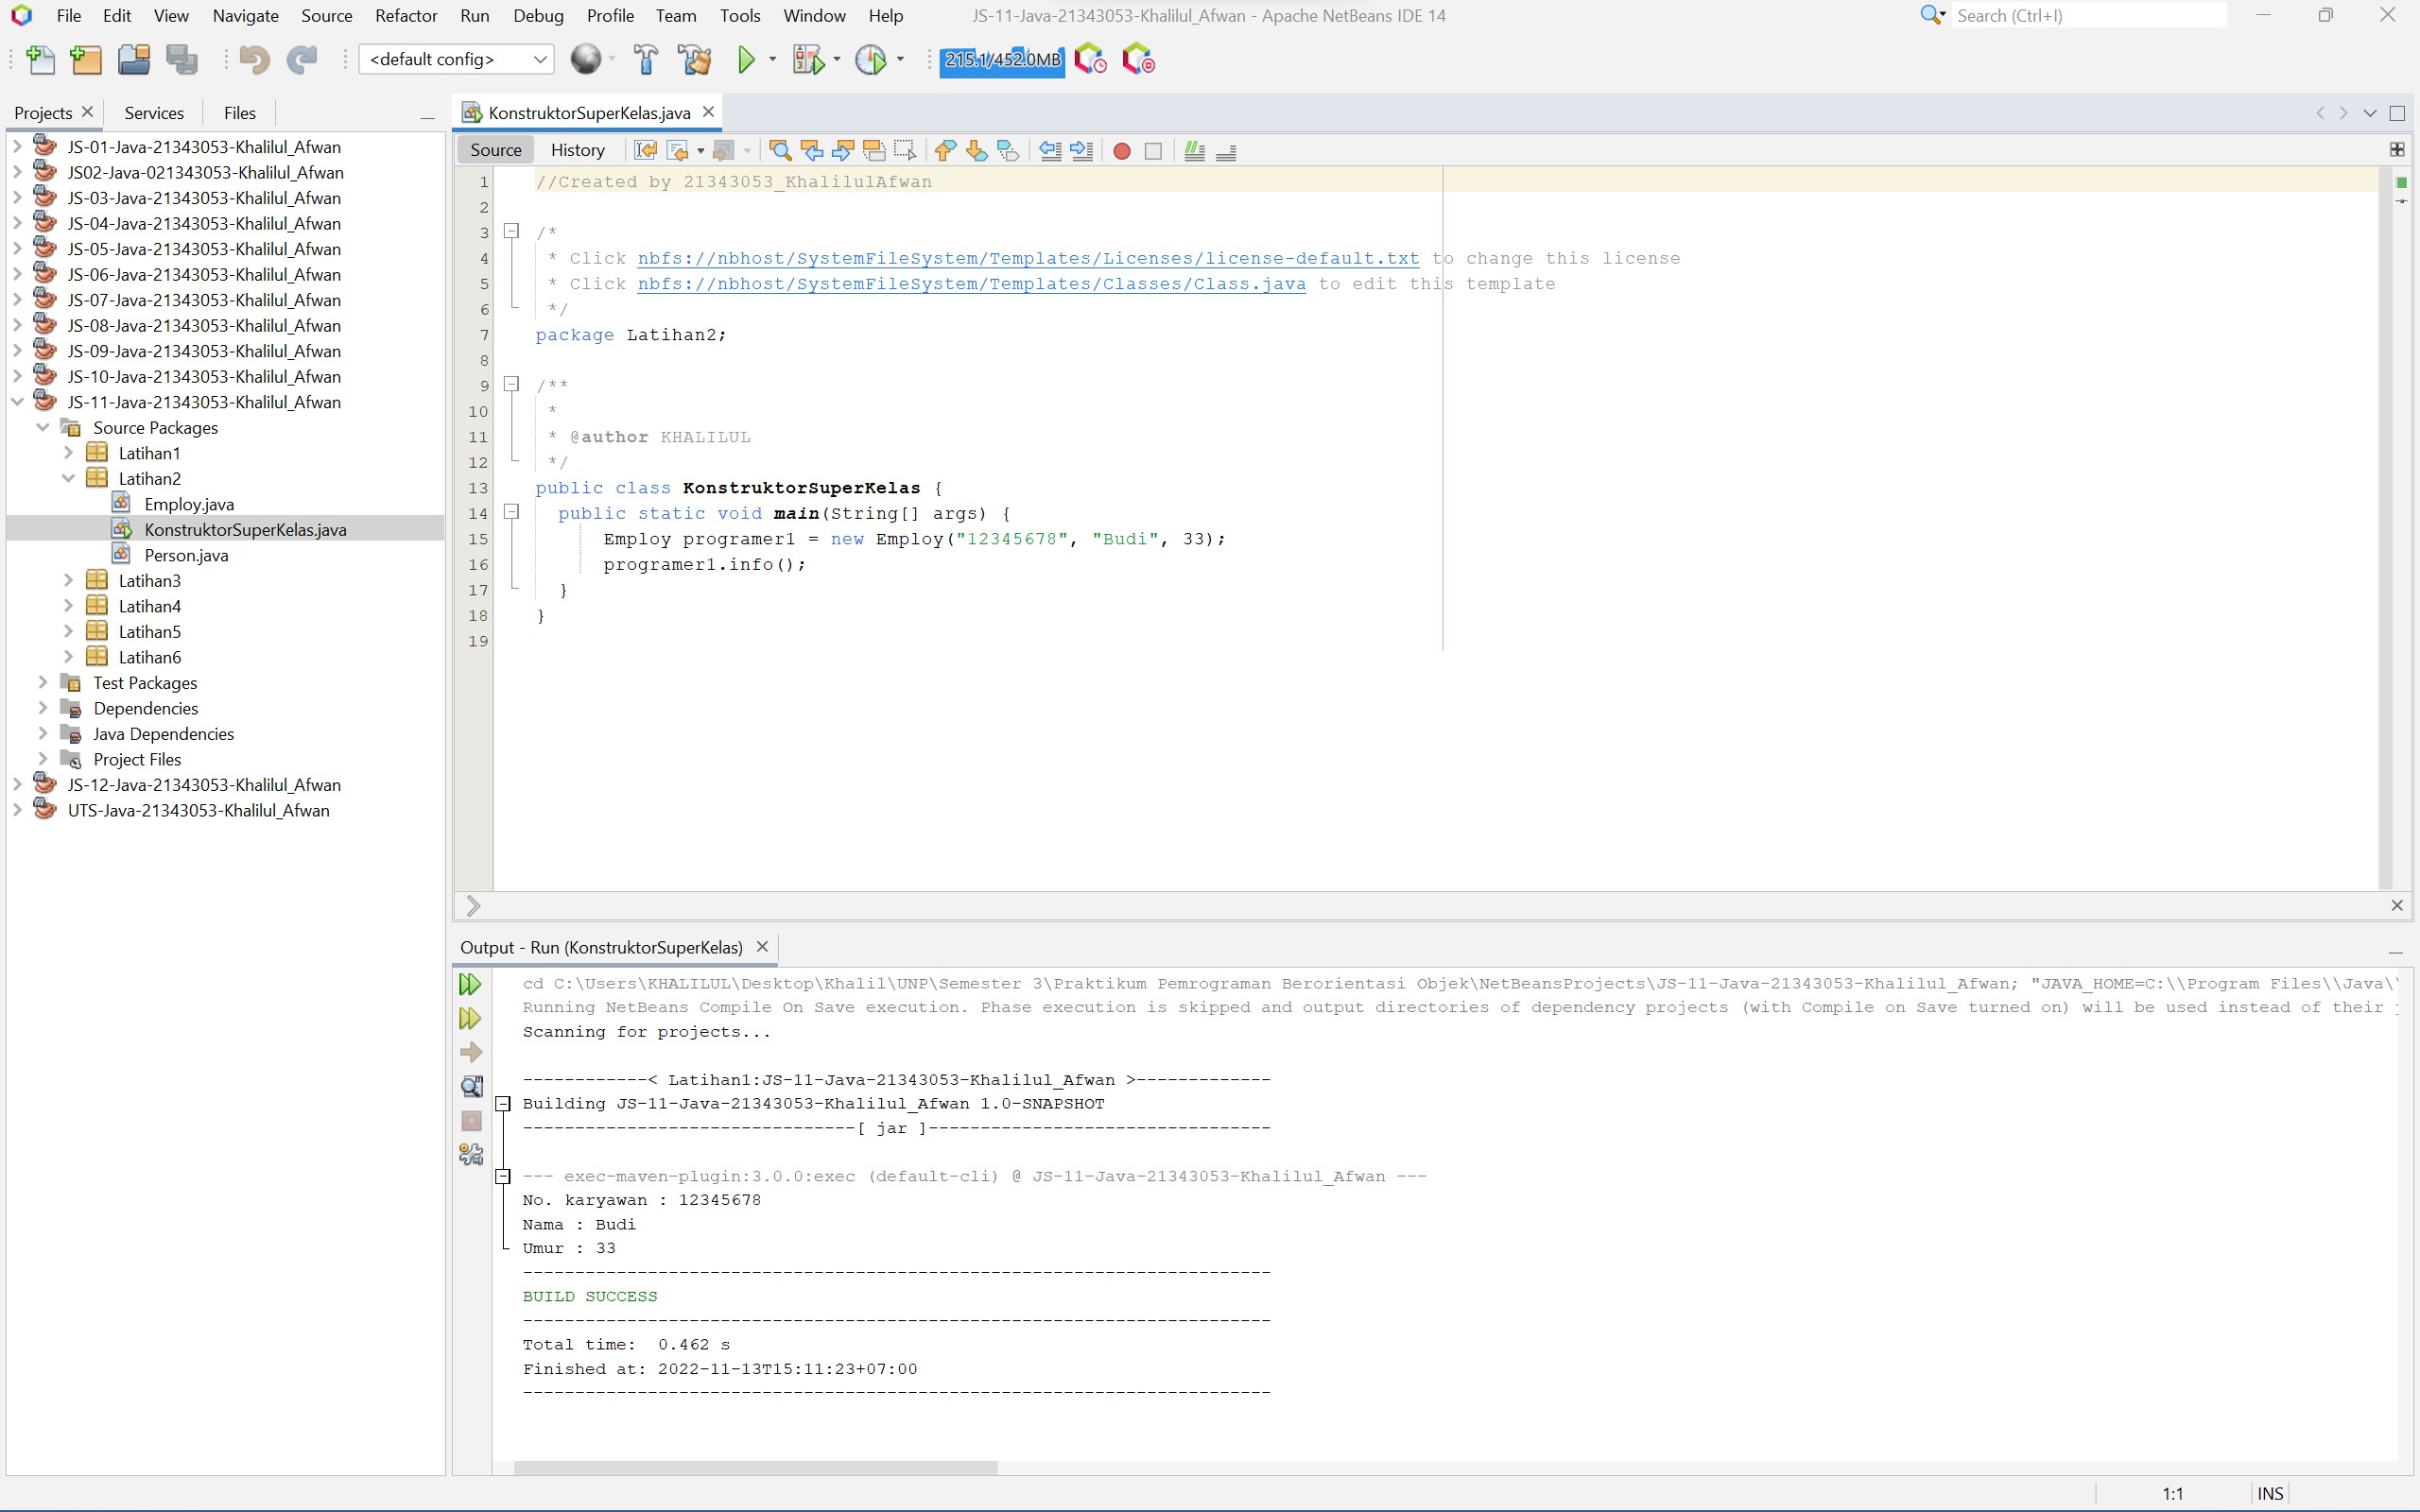 File Edit View Navigate Source Refactor Run Debug Profile Team Tools Window Help
JS-11-Java-21343053-Khalilul_Afwan - Apache NetBeans IDE 14
Search (Ctrl+I)
<default config>
215.1/452.0MB
Projects Services Files
JS-01-Java-21343053-Khalilul_Afwan
JS02-Java-021343053-Khalilul_Afwan
JS-03-Java-21343053-Khalilul_Afwan
JS-04-Java-21343053-Khalilul_Afwan
JS-05-Java-21343053-Khalilul_Afwan
JS-06-Java-21343053-Khalilul_Afwan
JS-07-Java-21343053-Khalilul_Afwan
JS-08-Java-21343053-Khalilul_Afwan
JS-09-Java-21343053-Khalilul_Afwan
JS-10-Java-21343053-Khalilul_Afwan
JS-11-Java-21343053-Khalilul_Afwan
Source Packages
Latihan1
Latihan2
Employ.java
KonstruktorSuperKelas.java
Person.java
Latihan3
Latihan4
Latihan5
Latihan6
Test Packages
Dependencies
Java Dependencies
Project Files
JS-12-Java-21343053-Khalilul_Afwan
UTS-Java-21343053-Khalilul_Afwan
KonstruktorSuperKelas.java
Source History
1 //Created by 21343053_KhalilulAfwan
2
3 /*
4 * Click nbfs://nbhost/SystemFileSystem/Templates/Licenses/license-default.txt to change this license
5 * Click nbfs://nbhost/SystemFileSystem/Templates/Classes/Class.java to edit this template
6 */
7 package Latihan2;
8
9 /**
10 *
11 * @author KHALILUL
12 */
13 public class KonstruktorSuperKelas {
14 public static void main(String[] args) {
15 Employ programer1 = new Employ("12345678", "Budi", 33);
16 programer1.info();
17 }
18 }
19
Output - Run (KonstruktorSuperKelas)
cd C:\Users\KHALILUL\Desktop\Khalil\UNP\Semester 3\Praktikum Pemrograman Berorientasi Objek\NetBeansProjects\JS-11-Java-21343053-Khalilul_Afwan; "JAVA_HOME=C:\\Program Files\\Java\\
Running NetBeans Compile On Save execution. Phase execution is skipped and output directories of dependency projects (with Compile on Save turned on) will be used instead of their
Scanning for projects...
------------< Latihan1:JS-11-Java-21343053-Khalilul_Afwan >-------------
Building JS-11-Java-21343053-Khalilul_Afwan 1.0-SNAPSHOT
--------------------------------[ jar ]---------------------------------
--- exec-maven-plugin:3.0.0:exec (default-cli) @ JS-11-Java-21343053-Khalilul_Afwan ---
No. karyawan : 12345678
Nama : Budi
Umur : 33
------------------------------------------------------------------------
BUILD SUCCESS
------------------------------------------------------------------------
Total time:  0.462 s
Finished at: 2022-11-13T15:11:23+07:00
------------------------------------------------------------------------
1:1 INS